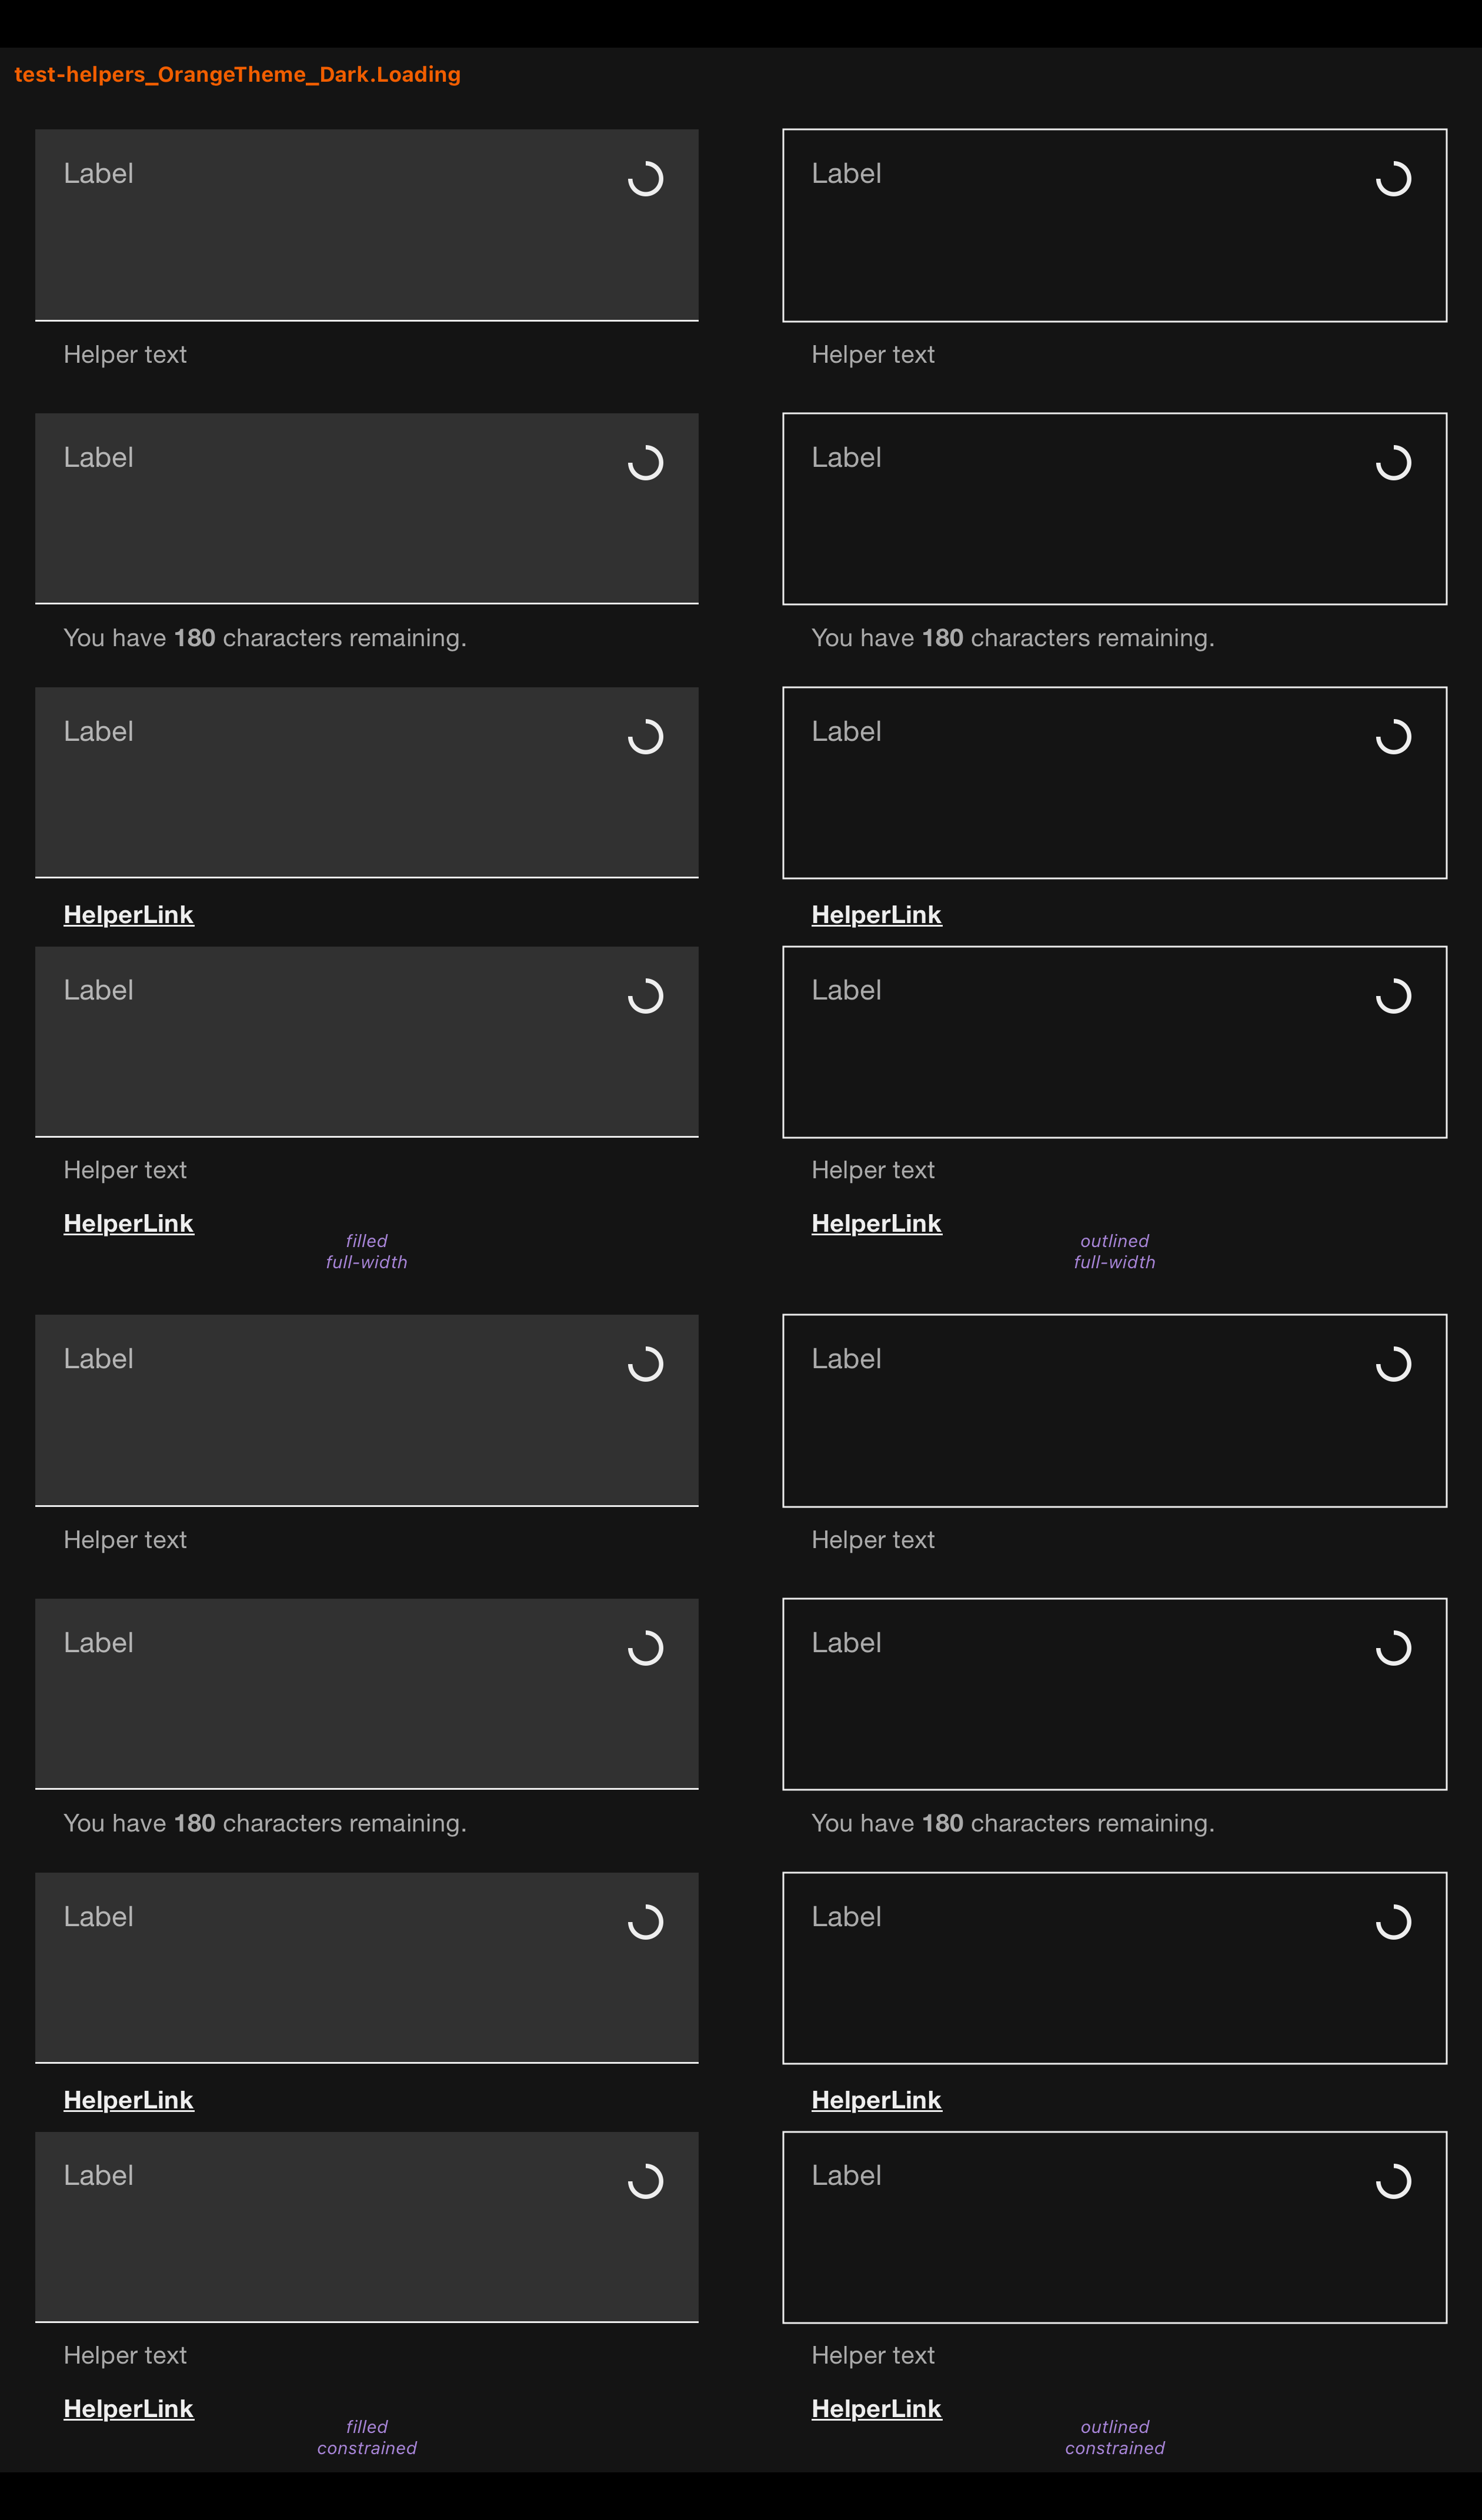 test-helpers_OrangeTheme_Dark.Loading
Label
Label
Helper text
Helper text
Label
Label
You have 180 characters remaining.
You have 180 characters remaining.
Label
Label
HelperLink
HelperLink
Label
Label
Helper text
Helper text
HelperLink
HelperLink
filled
full-width
outlined
full-width
Label
Label
Helper text
Helper text
Label
Label
You have 180 characters remaining.
You have 180 characters remaining.
Label
Label
HelperLink
HelperLink
Label
Label
Helper text
Helper text
HelperLink
HelperLink
filled
constrained
outlined
constrained